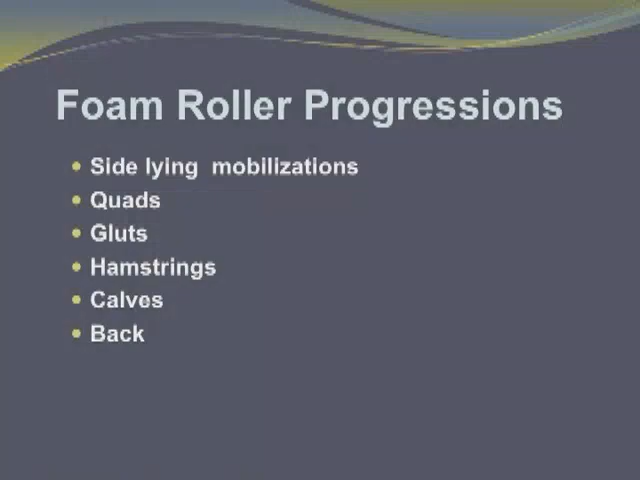 Foam Roller Progressions
Side lying mobilizations
Quads
Gluts
Hamstrings
Calves
Back